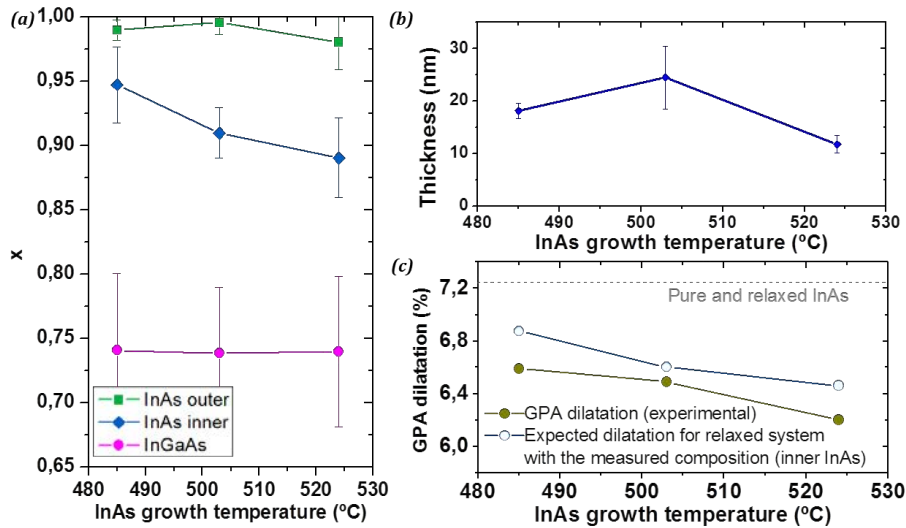 (a)
1,00
0,95
0,90
0,85
0,80
0,75
0,70
0,65
x
InAs outer
InAs inner
InGaAs
480 490 500 510 520 530
InAs growth temperature (ºC)
(b)
30
20
10
0
Thickness (nm)
480 490 500 510 520 530
InAs growth temperature (ºC)
(c)
7,2
6,8
6,4
6,0
GPA dilatation (%)
Pure and relaxed InAs
GPA dilatation (experimental)
Expected dilatation for relaxed system
with the measured composition (inner InAs)
480 490 500 510 520 530
InAs growth temperature (ºC)